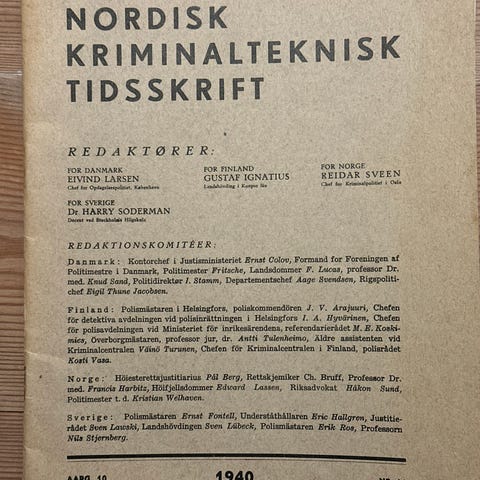 NORDISK
KRIMINALTEKNISK
TIDSSKRIFT
REDAKTØRER:
FOR DANMARK
EIVIND LARSEN
Chef for Opdagelsespolitiet, København
FOR FINLAND
GUSTAF IGNATIUS
Landshövding i Kuopio län
FOR NORGE
REIDAR SVEEN
Chef for Kriminalpolitiet i Oslo
FOR SVERIGE
Dr. HARRY SODERMAN
Docent ved Stockholms Högskola
REDAKTIONSKOMITÉER:
Danmark: Kontorchef i Justisministeriet Ernst Colov, Formand for Foreningen af
Politimestre i Danmark, Politimester Fritsche, Landsdommer F. Lucas, professor Dr.
med. Knud Sand, Politidirektør I. Stamm, Departementschef Aage Svendsen, Rigspoliti-
chef Eigil Thune Jacobsen.
Finland: Polismästaren i Helsingfors, poliskommendören J. V. Arajuuri, Chefen
för detektiva avdelningen vid polisinrättningen i Helsingfors I. A. Hyvärinen, Chefen
för polisavdelningen vid Ministeriet för inrikesärendena, referendarierådet M. E. Koski-
mies, Överborgmästaren, professor jur, dr. Antti Tulenheimo, Äldre assistenten vid
Kriminalcentralen Väinö Turunen, Chefen för Kriminalcentralen i Finland, polisrådet
Kosti Vasa.
Norge: Höiesterettsjustitiarius Pål Berg, Rettskjemiker Ch. Bruff, Professor Dr.
med. Francis Harbitz, Höifjellsdommer Edward Lassen, Riksadvokat Håkon Sund,
Politimester t. d. Kristian Welhaven.
Sverige: Polismästaren Ernst Fontell, Underståthållaren Eric Hallgren, Justitie-
rådet Sven Lawski, Landshövdingen Sven Lübeck, Polismästaren Erik Ros, Professorn
Nils Stjernberg.
AARG. 10
1940